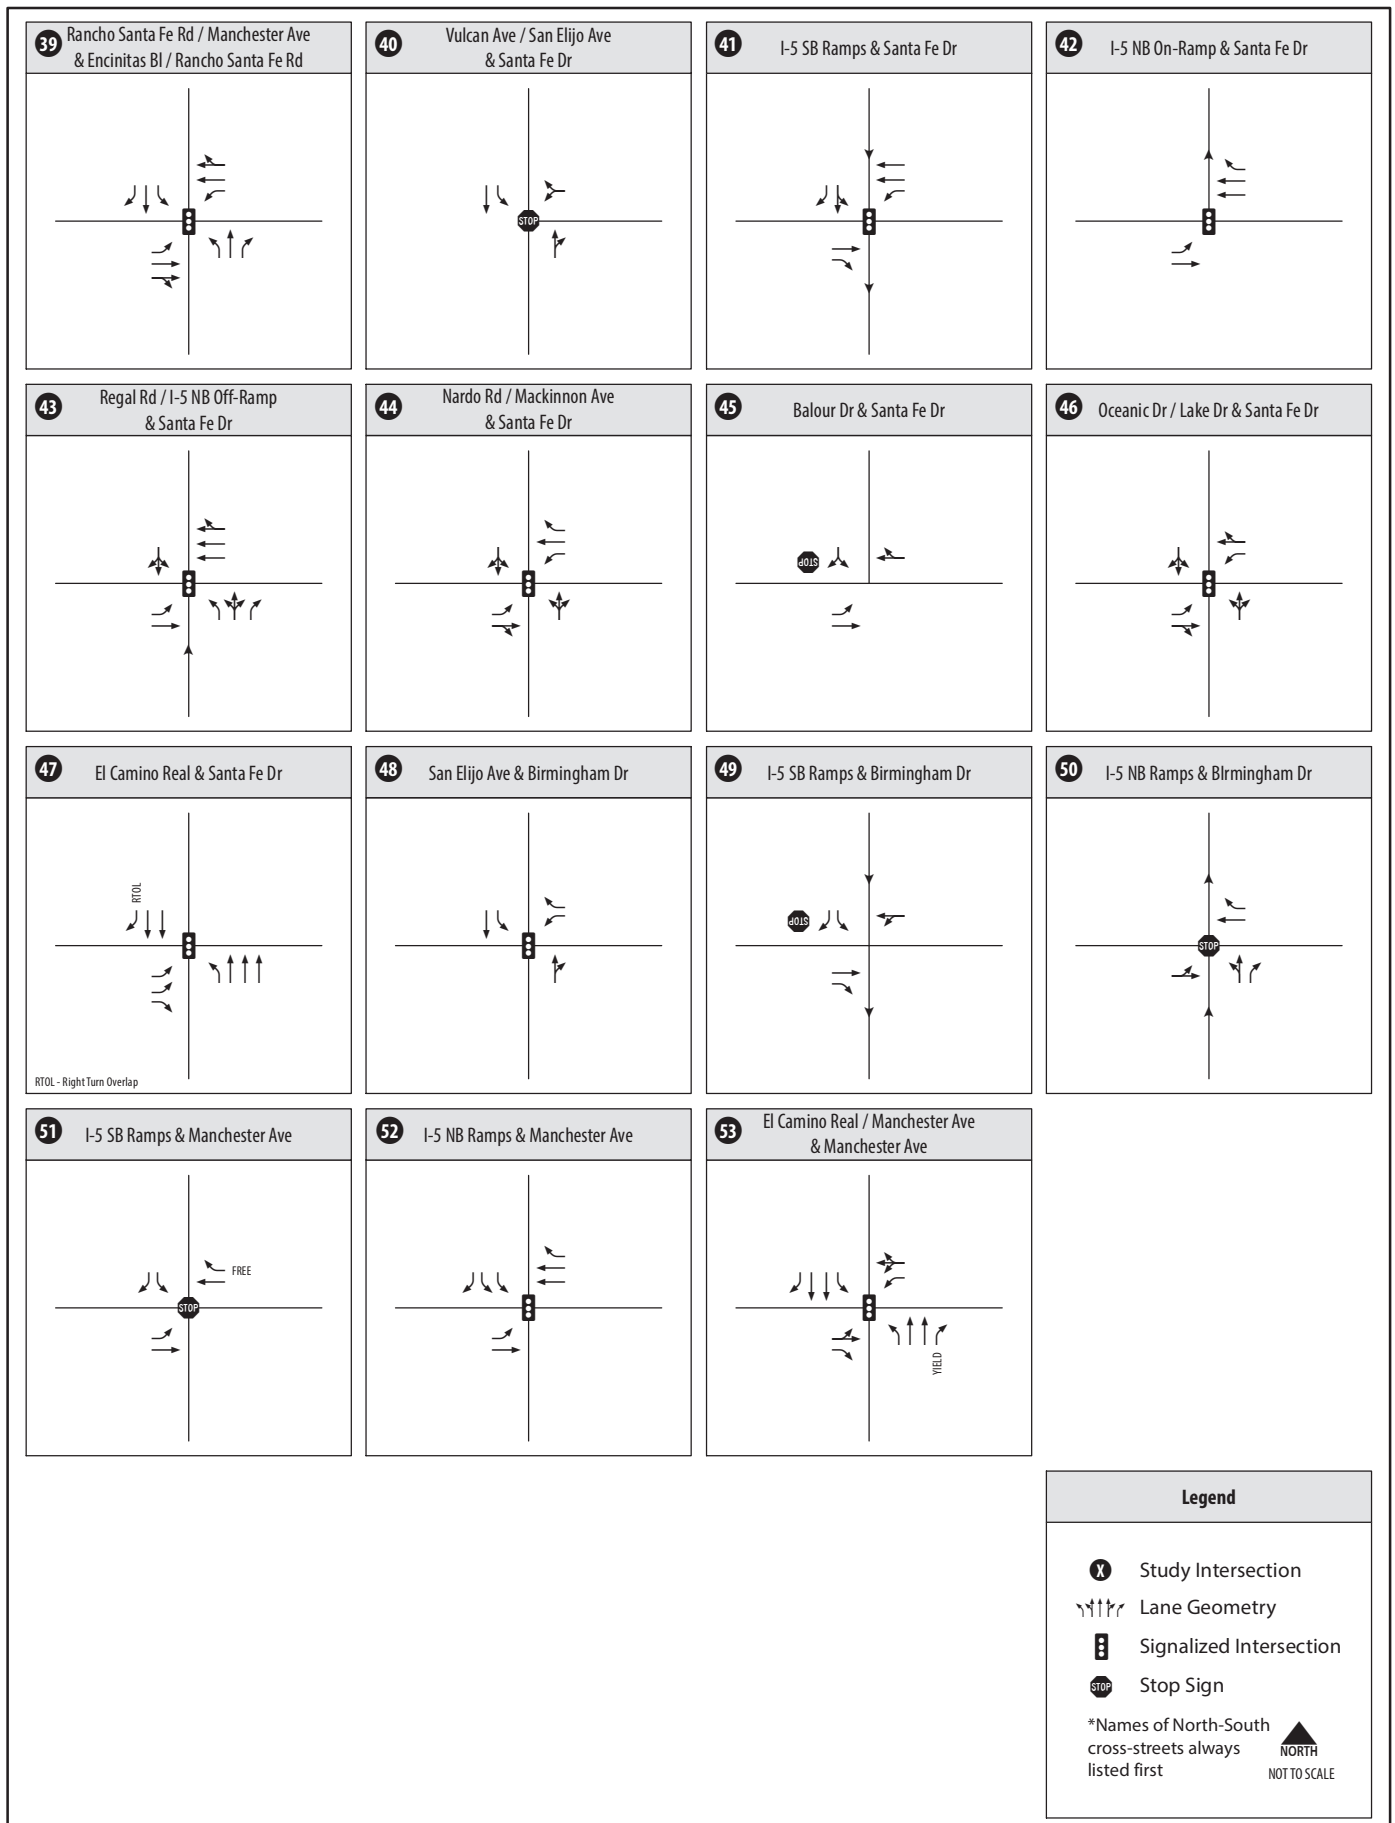 39
Rancho Santa Fe Rd / Manchester Ave
& Encinitas Bl / Rancho Santa Fe Rd
40
Vulcan Ave / San Elijo Ave
& Santa Fe Dr
STOP
41
I-5 SB Ramps & Santa Fe Dr
42
I-5 NB On-Ramp & Santa Fe Dr
43
Regal Rd / I-5 NB Off-Ramp
& Santa Fe Dr
44
Nardo Rd / Mackinnon Ave
& Santa Fe Dr
45
Balour Dr & Santa Fe Dr
STOP
46
Oceanic Dr / Lake Dr & Santa Fe Dr
47
El Camino Real & Santa Fe Dr
RTOL
RTOL - Right Turn Overlap
48
San Elijo Ave & Birmingham Dr
49
I-5 SB Ramps & Birmingham Dr
STOP
50
I-5 NB Ramps & BIrmingham Dr
STOP
51
I-5 SB Ramps & Manchester Ave
FREE
STOP
52
I-5 NB Ramps & Manchester Ave
53
El Camino Real / Manchester Ave
& Manchester Ave
YIELD
Legend
X Study Intersection
Lane Geometry
Signalized Intersection
STOP Stop Sign
*Names of North-South
cross-streets always
listed first
NORTH
NOT TO SCALE